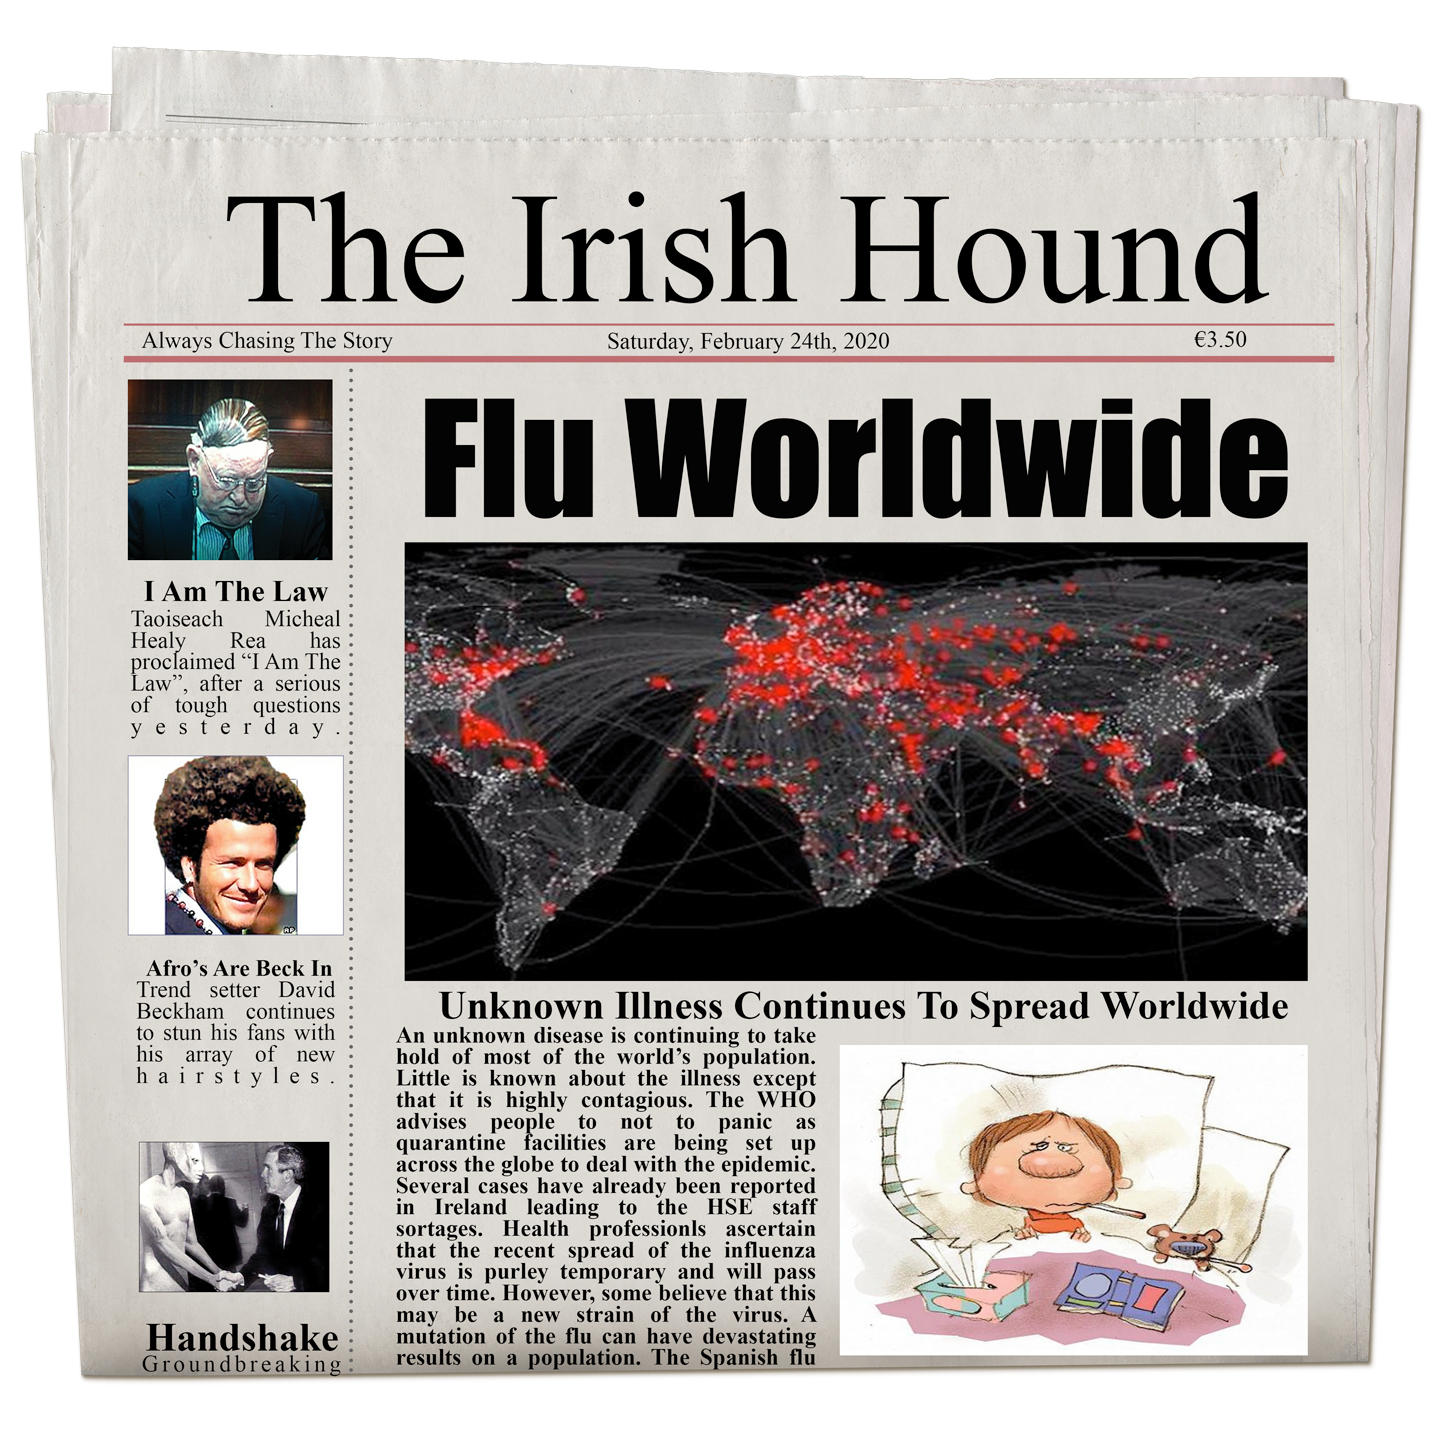 The Irish Hound
Always Chasing The Story
Saturday, February 24th, 2020
€3.50
I Am The Law
Taoiseach Micheal
Healy Rea has
proclaimed “I Am The
Law”, after a serious
of tough questions
yesterday.
AP
Afro’s Are Beck In
Trend setter David
Beckham continues
to stun his fans with
his array of new
hairstyles.
Handshake
Groundbreaking
Flu Worldwide
Unknown Illness Continues To Spread Worldwide
An unknown disease is continuing to take
hold of most of the world’s population.
Little is known about the illness except
that it is highly contagious. The WHO
advises people to not to panic as
quarantine facilities are being set up
across the globe to deal with the epidemic.
Several cases have already been reported
in Ireland leading to the HSE staff
sortages. Health professionls ascertain
that the recent spread of the influenza
virus is purley temporary and will pass
over time. However, some believe that this
may be a new strain of the virus. A
mutation of the flu can have devastating
results on a population. The Spanish flu